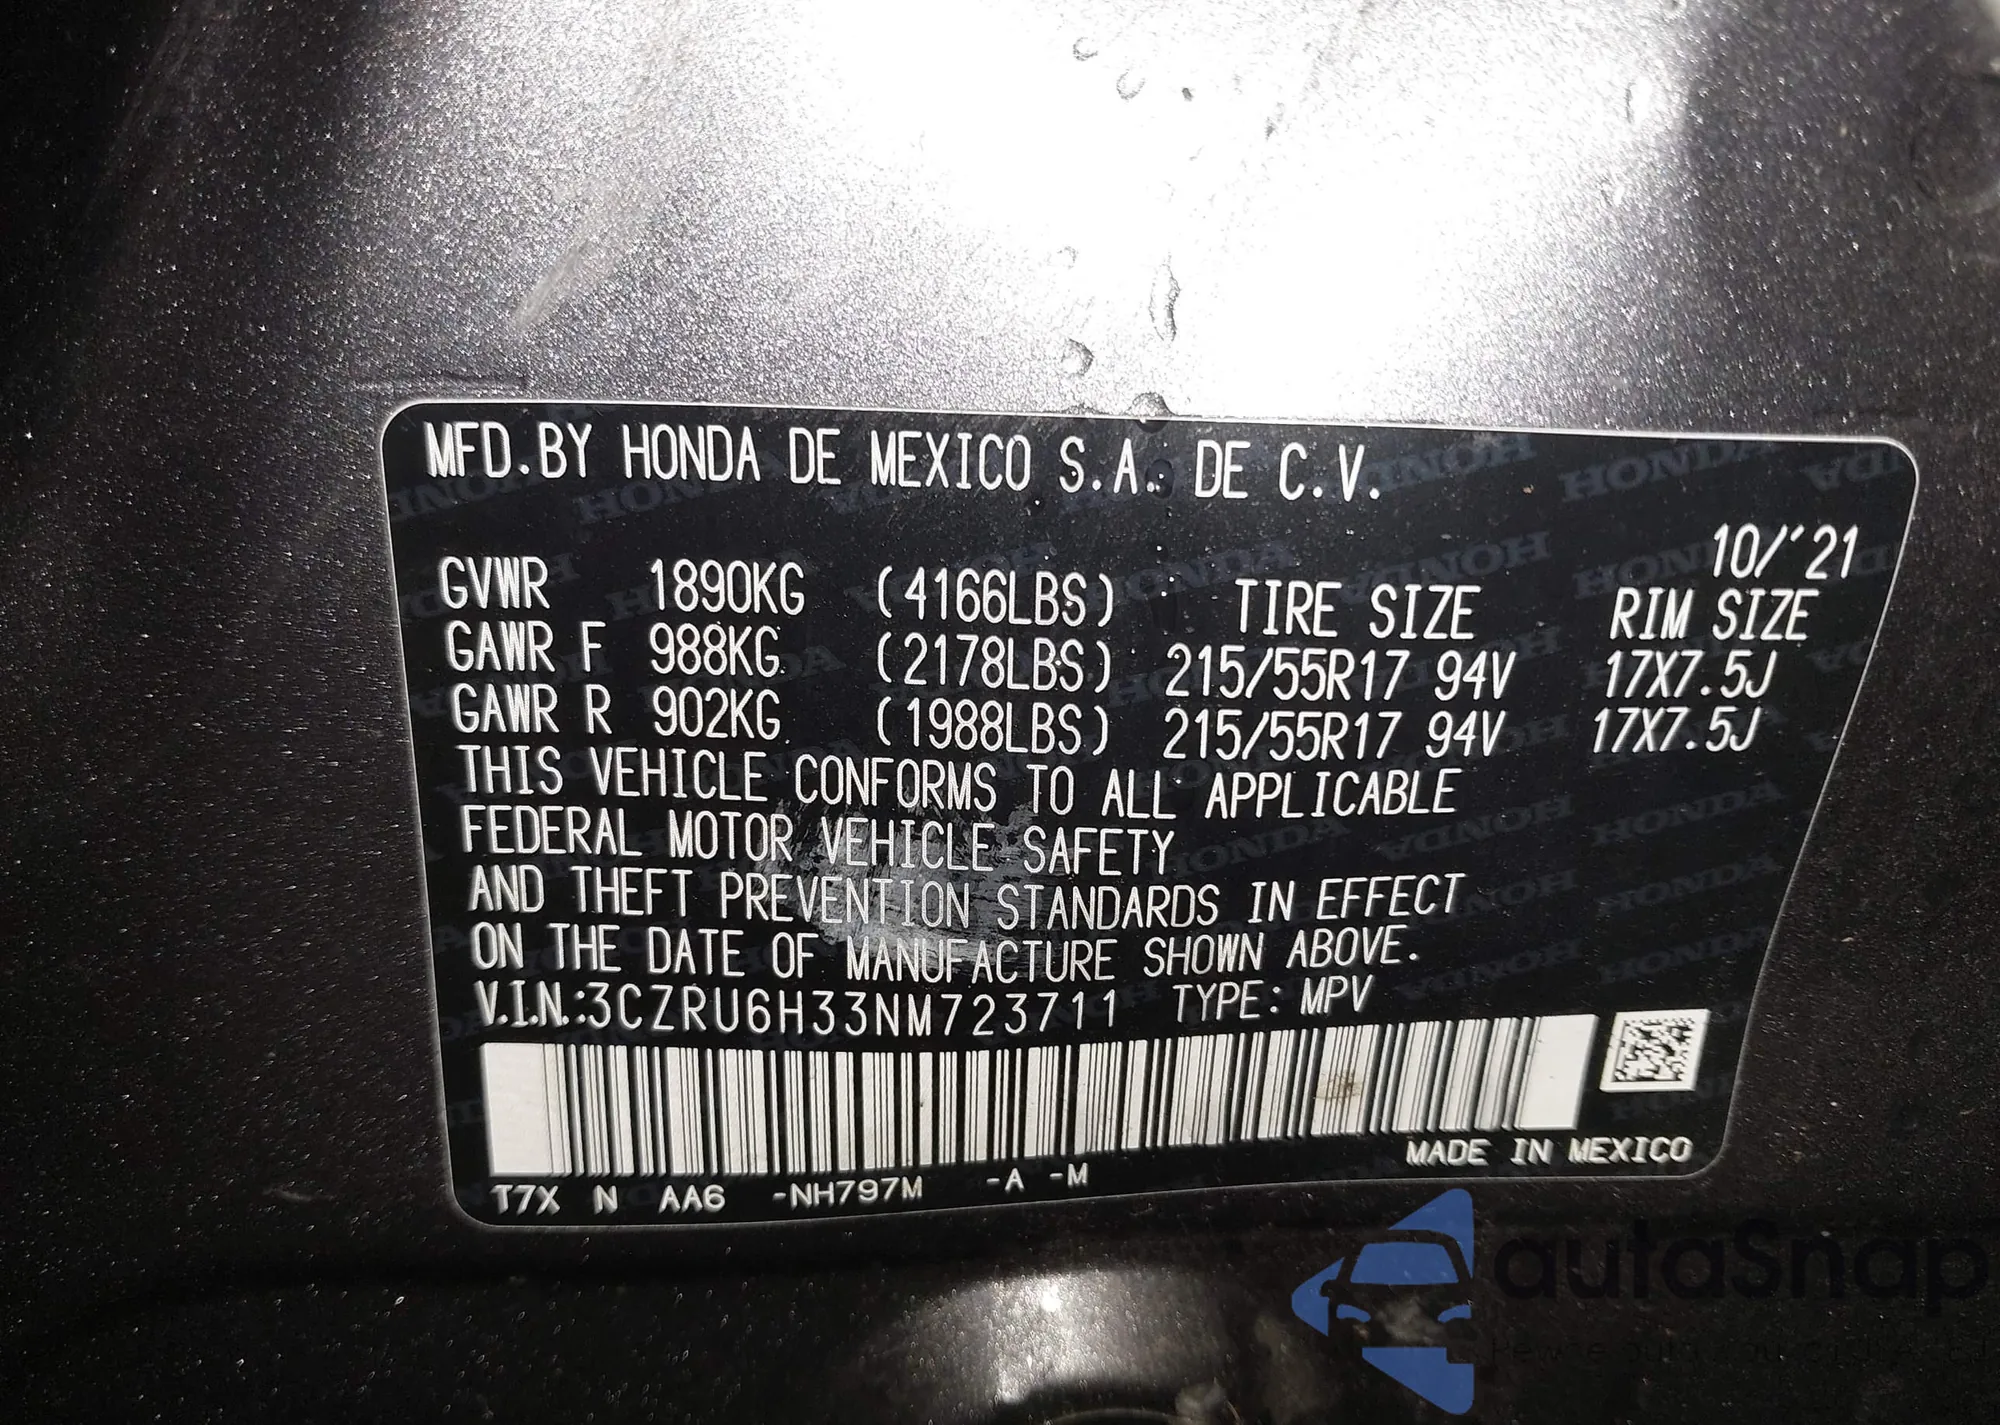 MFD.BY HONDA DE MEXICO S.A. DE C.V.
10/'21
GVWR 1890KG (4166LBS) TIRE SIZE RIM SIZE
GAWR F 988KG (2178LBS) 215/55R17 94V 17X7.5J
GAWR R 902KG (1988LBS) 215/55R17 94V 17X7.5J
THIS VEHICLE CONFORMS TO ALL APPLICABLE
FEDERAL MOTOR VEHICLE SAFETY
AND THEFT PREVENTION STANDARDS IN EFFECT
ON THE DATE OF MANUFACTURE SHOWN ABOVE.
V.I.N.:3CZRU6H33NM723711 TYPE: MPV
MADE IN MEXICO
T7X N AA6 -NH797M -A -M
autaSnap